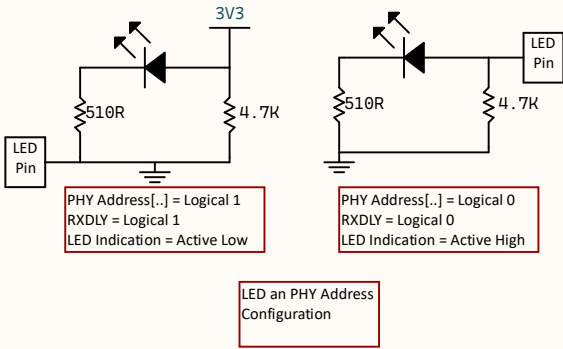 3V3
510R
4.7K
LED
Pin
PHY Address[..] = Logical 1
RXDLY = Logical 1
LED Indication = Active Low
LED
Pin
510R
4.7K
PHY Address[..] = Logical 0
RXDLY = Logical 0
LED Indication = Active High
LED an PHY Address
Configuration